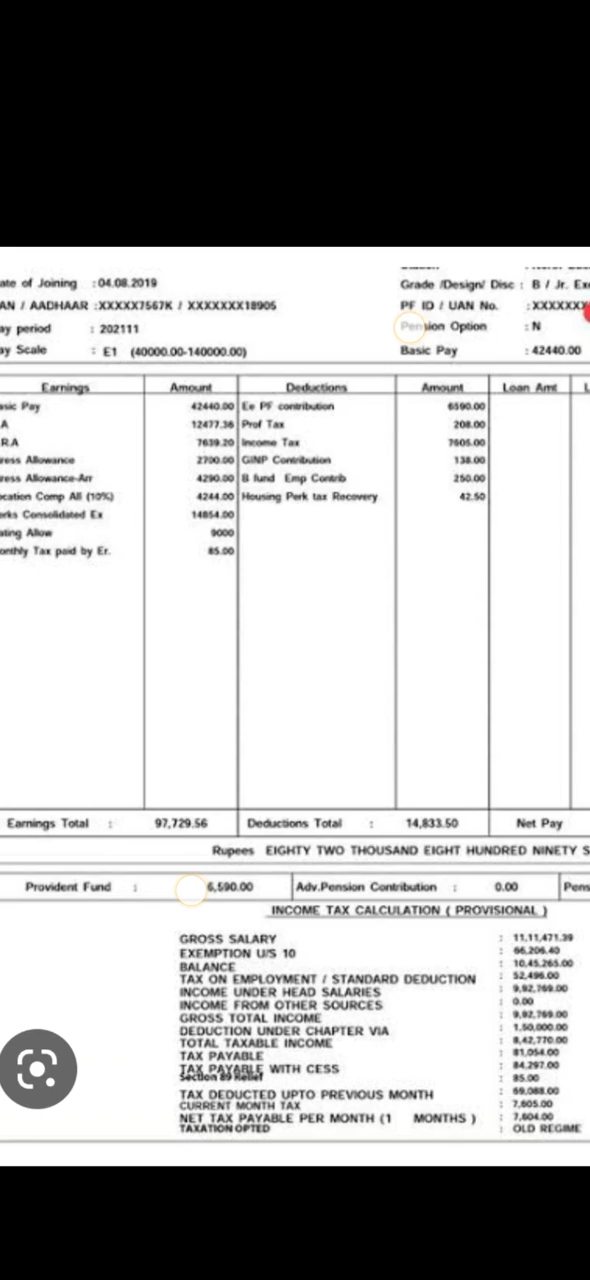 ate of Joining : 04.08.2019 Grade /Design/ Disc : B / Jr. Exe
AN / AADHAAR :XXXXX7567K / XXXXXXX18905 PF ID / UAN No. :XXXXXXX
ay period : 202111 Pension Option : N
ay Scale : E1 (40000.00-140000.00) Basic Pay : 42440.00
Earnings Amount Deductions Amount Loan Amt L
asic Pay 42440.00 Ee PF contribution 6590.00
A 12477.36 Prof Tax 208.00
RA 7639.20 Income Tax 7605.00
ress Allowance 2700.00 GINP Contribution 138.00
ress Allowance-Arr 4290.00 B fund Emp Contrib 250.00
ocation Comp All (10%) 4244.00 Housing Perk tax Recovery 42.50
erks Consolidated Ex 14854.00
ating Allow 9000
onthly Tax paid by Er. 85.00
Earnings Total : 97,729.56 Deductions Total : 14,833.50 Net Pay
Rupees EIGHTY TWO THOUSAND EIGHT HUNDRED NINETY S
Provident Fund : 6,590.00 Adv.Pension Contribution : 0.00 Pens
INCOME TAX CALCULATION ( PROVISIONAL )
GROSS SALARY : 11,11,471.39
EXEMPTION U/S 10 : 66,206.40
BALANCE : 10,45,265.00
TAX ON EMPLOYMENT / STANDARD DEDUCTION : 52,496.00
INCOME UNDER HEAD SALARIES : 9,92,769.00
INCOME FROM OTHER SOURCES : 0.00
GROSS TOTAL INCOME : 9,92,769.00
DEDUCTION UNDER CHAPTER VIA : 1,50,000.00
TOTAL TAXABLE INCOME : 8,42,770.00
TAX PAYABLE : 81,054.00
TAX PAYABLE WITH CESS : 84,297.00
Section 89 Relief : 85.00
TAX DEDUCTED UPTO PREVIOUS MONTH : 69,088.00
CURRENT MONTH TAX : 7,605.00
NET TAX PAYABLE PER MONTH (1 MONTHS ) : 7,604.00
TAXATION OPTED : OLD REGIME